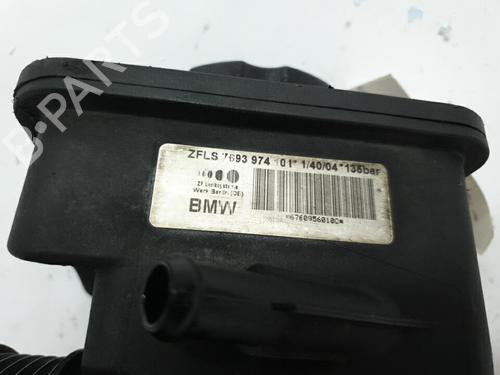 B-PARTS
ZFLS 7693 974 101* 1/40/04 *135bar
ZF Lenksysteme
Werk Berlin (DE)
BMW